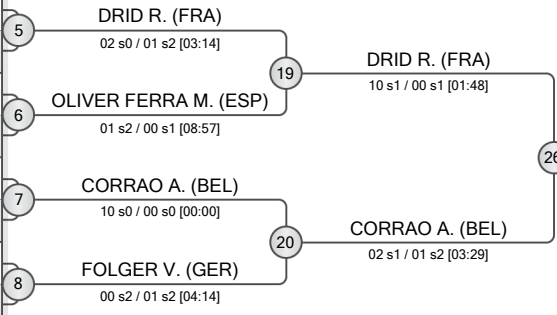 5
DRID R. (FRA)
02 s0 / 01 s2 [03:14]
19
DRID R. (FRA)
10 s1 / 00 s1 [01:48]
6
OLIVER FERRA M. (ESP)
01 s2 / 00 s1 [08:57]
26
7
CORRAO A. (BEL)
10 s0 / 00 s0 [00:00]
20
CORRAO A. (BEL)
02 s1 / 01 s2 [03:29]
8
FOLGER V. (GER)
00 s2 / 01 s2 [04:14]